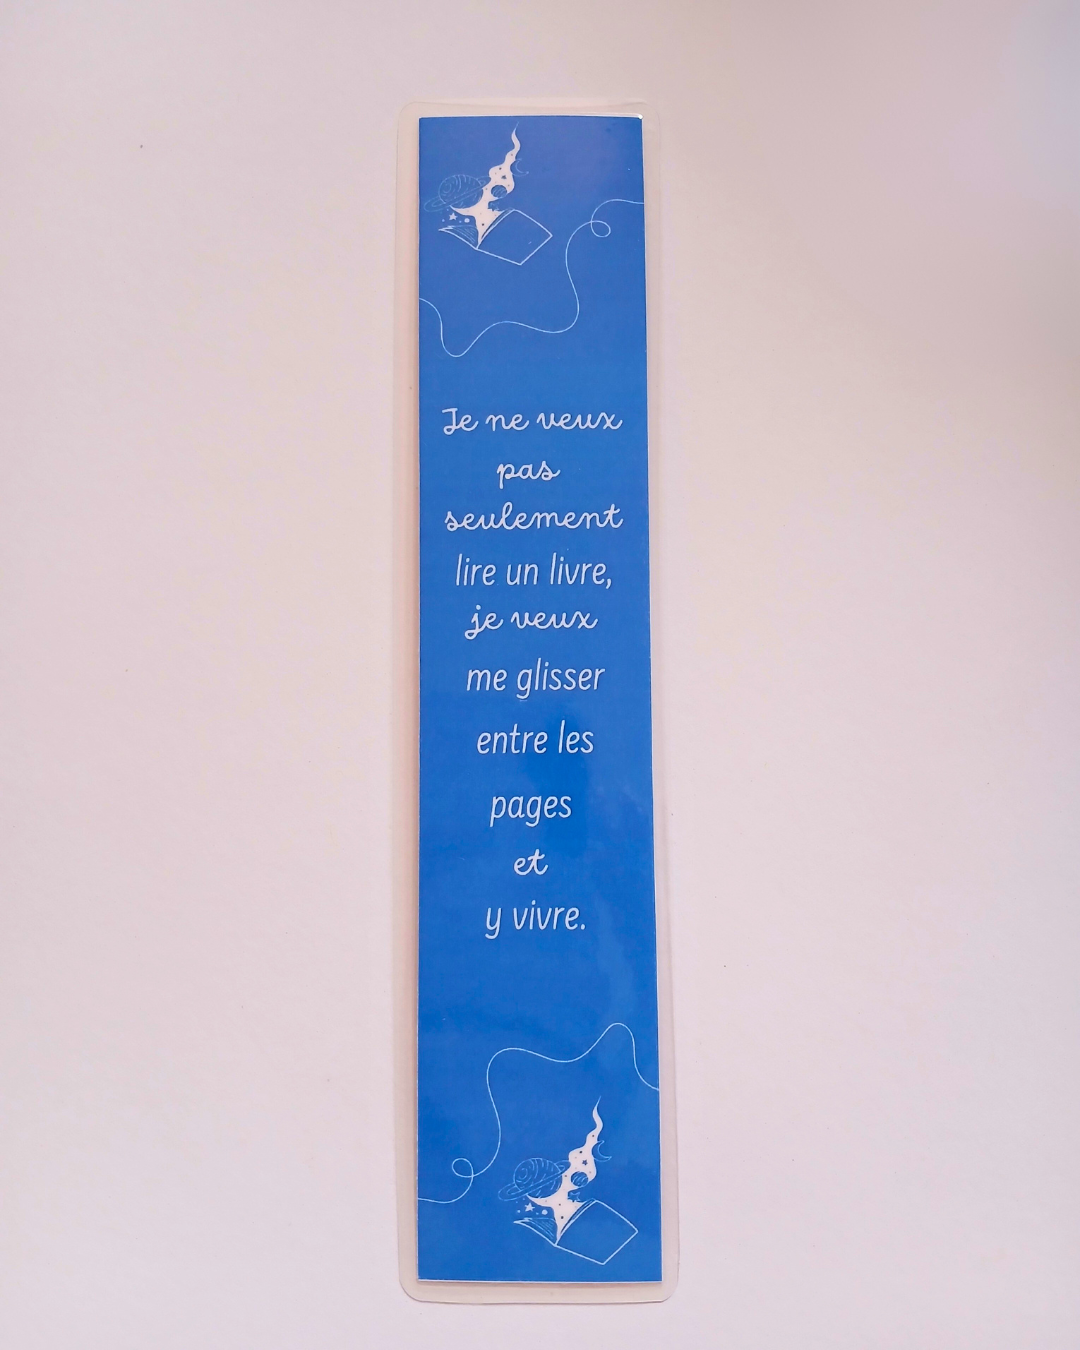 Je ne veux
pas
seulement
lire un livre,
je veux
me glisser
entre les
pages
et
y vivre.